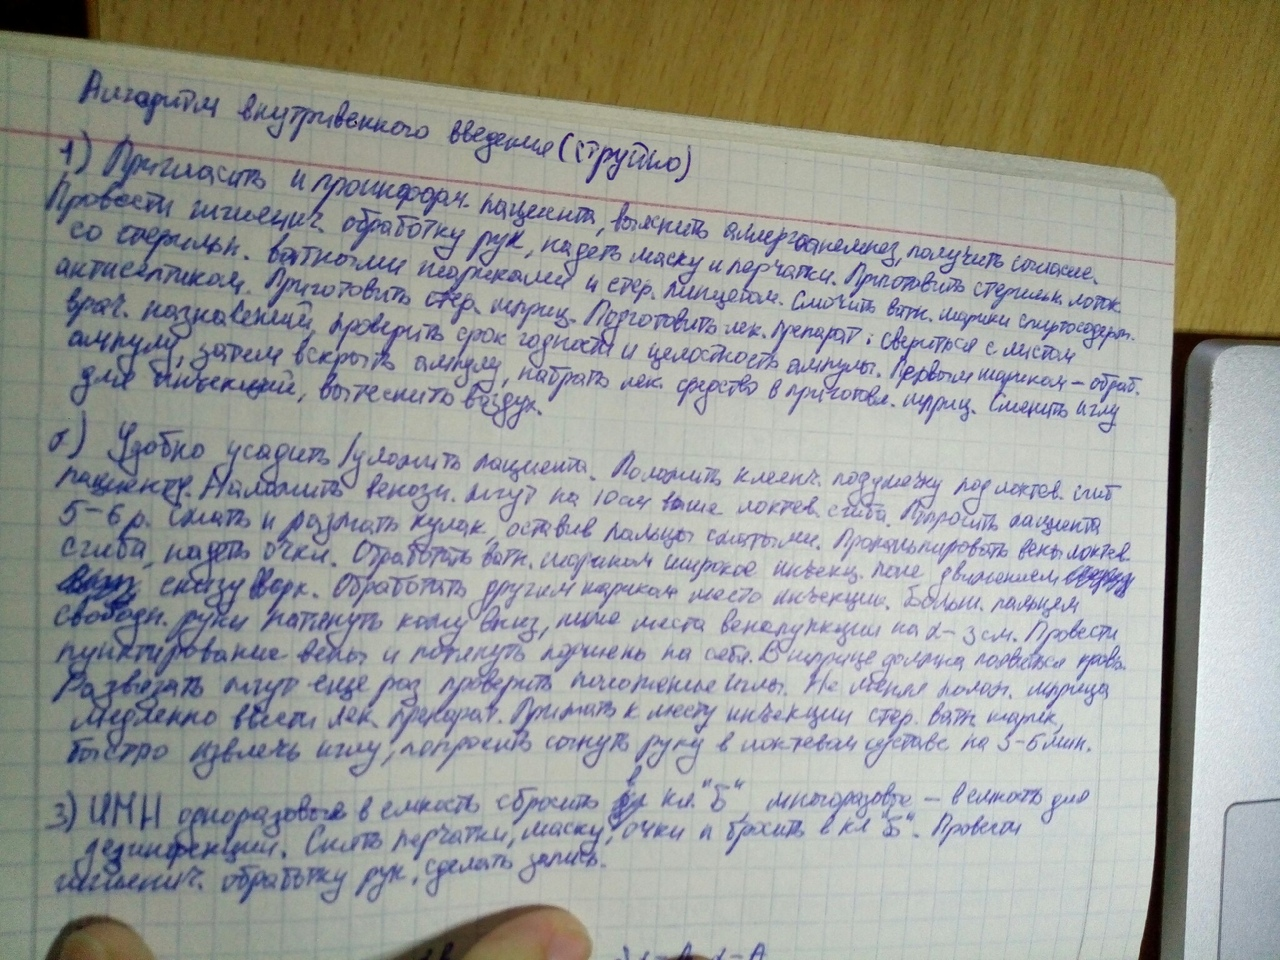 Алгоритм внутривенного введения (струйно)
1) Пригласить и проинформ. пациента, выяснить аллергоанемнез, получить согласие.
Провести гигиенич. обработку рук, надеть маску и перчатки. Приготовить стерильн. лоток
со стерильн. ватными шариками и стер. пинцетом. Смочить ватн. шарики спиртосодерж.
антисептиком. Приготовить стер. шприц. Подготовить лек. препарат: свериться с листом
врач. назначений, проверить срок годности и целостность ампулы. Первым шариком – обраб.
ампулу, затем вскрыть ампулу, набрать лек. средство в приготовл. шприц. Сменить иглу
для инъекций, вытеснить воздух.
Удобно усадить/уложить пациента. Положить клеенч. подушечку под локтев. сгиб
пациенту. Наложить венозн. жгут на 10см выше локтев. сгиба. Попросить пациента
5-6 р. сжать и разжать кулак, оставив пальцы сжатыми. Пропальпировать вены локтев.
сгиба, надеть очки. Обработать ватн. шариком широкое инъекц. поле движением
снизу вверх. Обработать другим шариком место инъекции. Больш. пальцем
свободн. руки натянуть кожу вниз, ниже места венепункции на 2-3 см. Провести
пунктирование вены и потянуть поршень на себя. В шприце должна появиться кровь.
Развязать жгут еще раз проверить положение иглы. Не меняя полож. шприца
медленно ввести лек. препарат. Прижать к месту инъекции стер. ватн шарик,
быстро извлечь иглу, попросить согнуть руку в локтевом суставе на 3-5 мин.
3) ИМН одноразовые в емкость сбросить кл. "Б", многоразовые – в емкость для
дезинфекции. Снять перчатки, маску, очки и бросить в кл "Б". Провести
гигиенич. обработку рук, сделать запись.